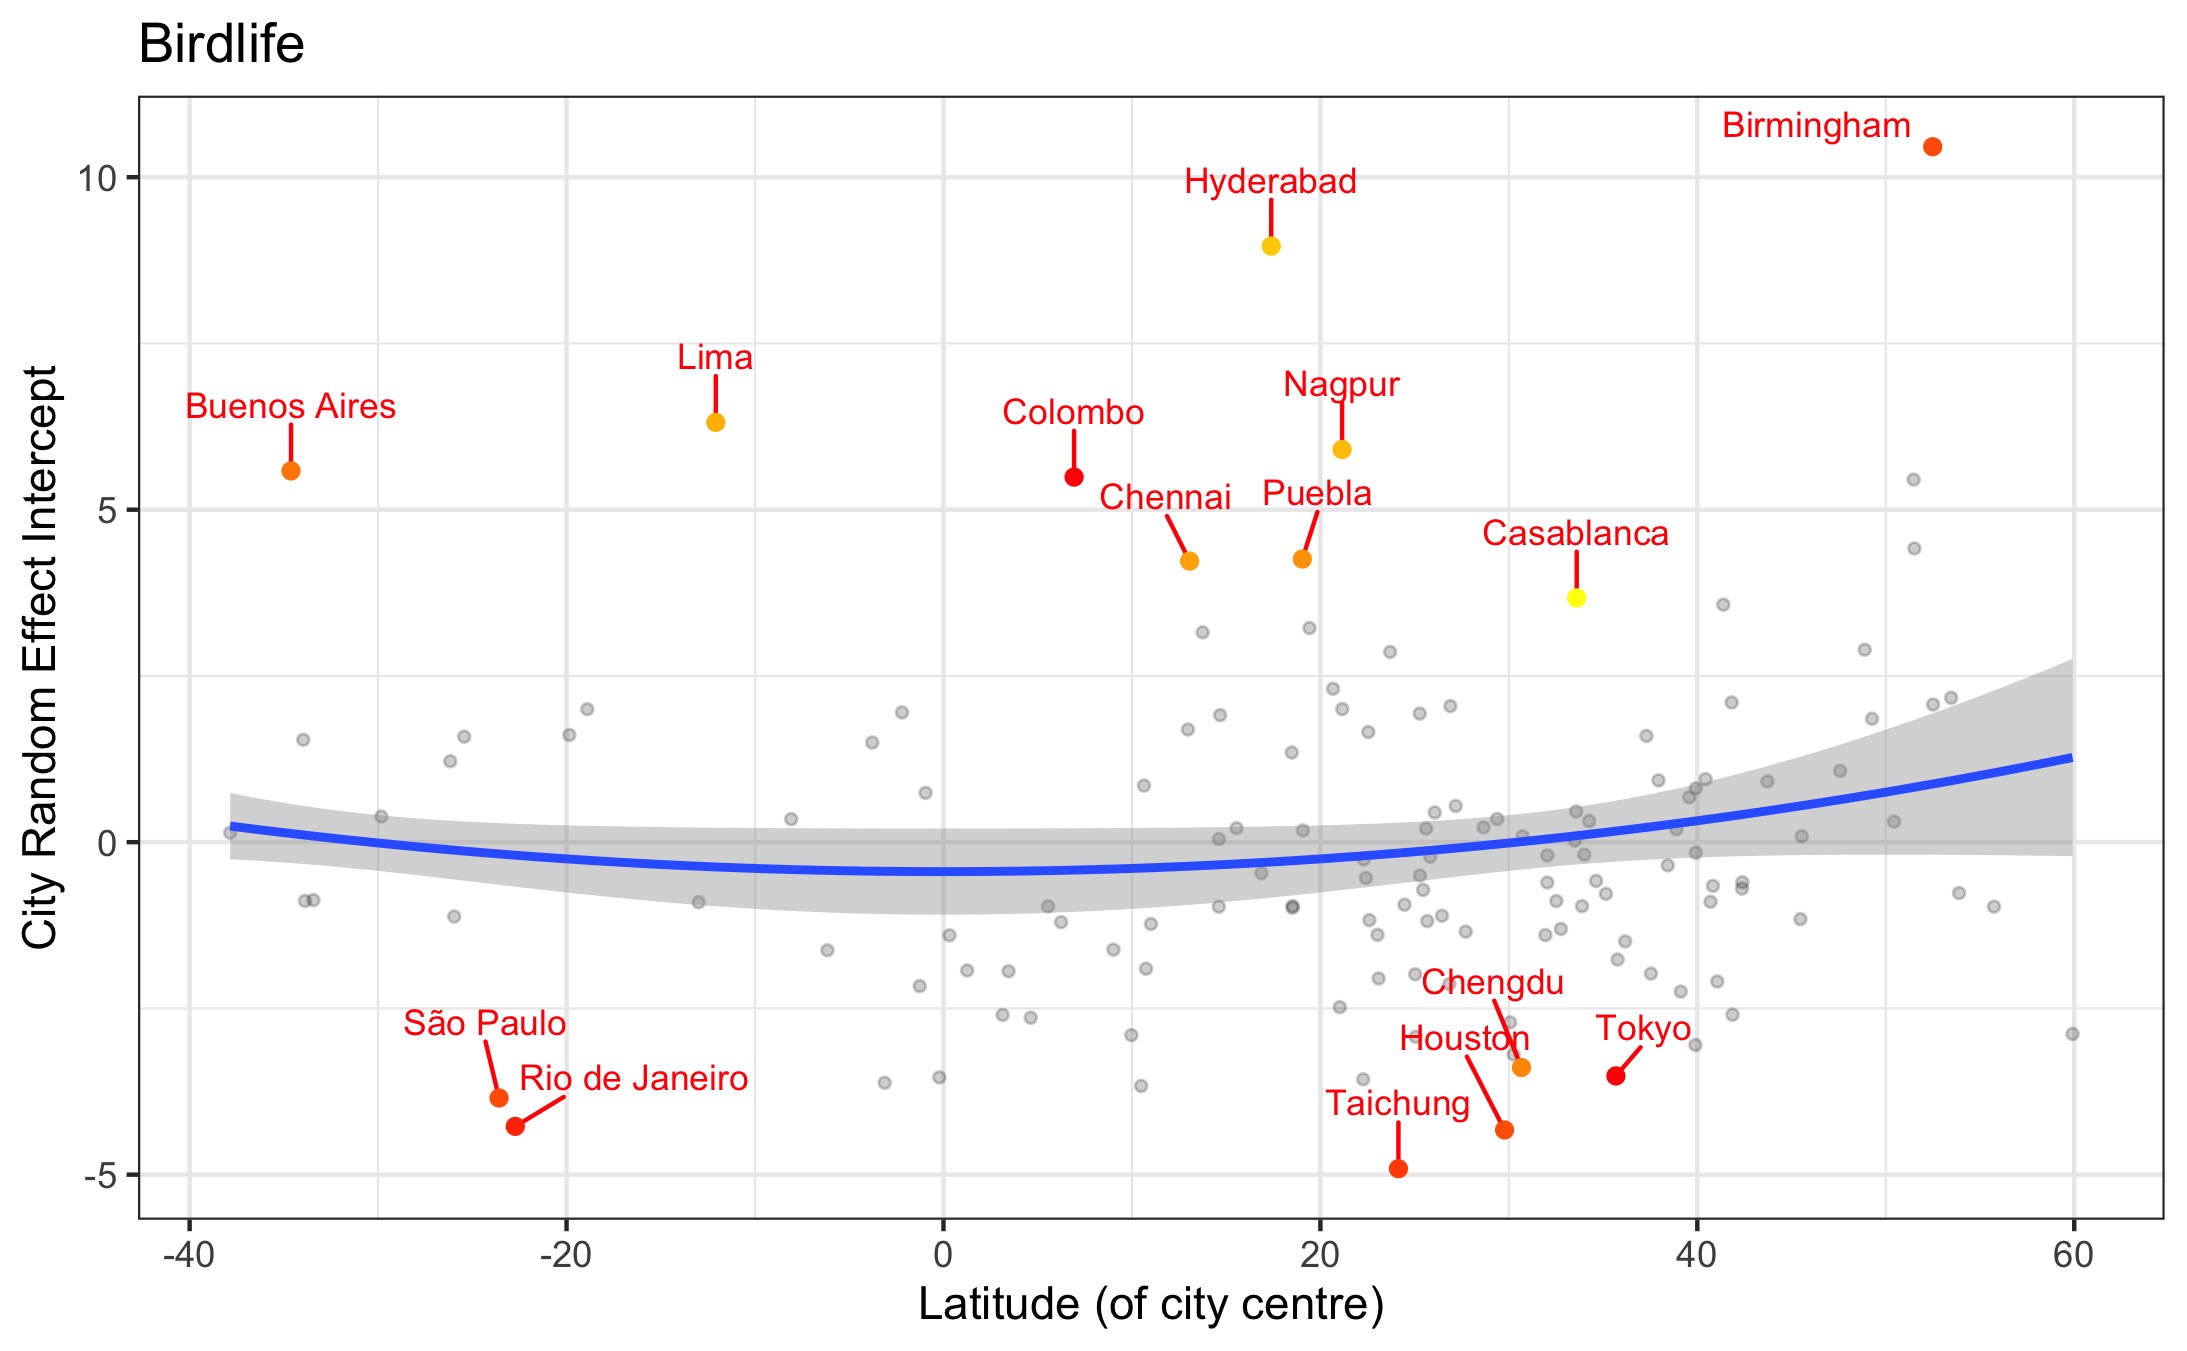 Birdlife
Birmingham
Hyderabad
Lima
Nagpur
Buenos Aires
Colombo
Chennai
Puebla
Casablanca
Chengdu
São Paulo
Houston
Tokyo
Rio de Janeiro
Taichung
10
5
0
-5
City Random Effect Intercept
-40
-20
0
20
40
60
Latitude (of city centre)